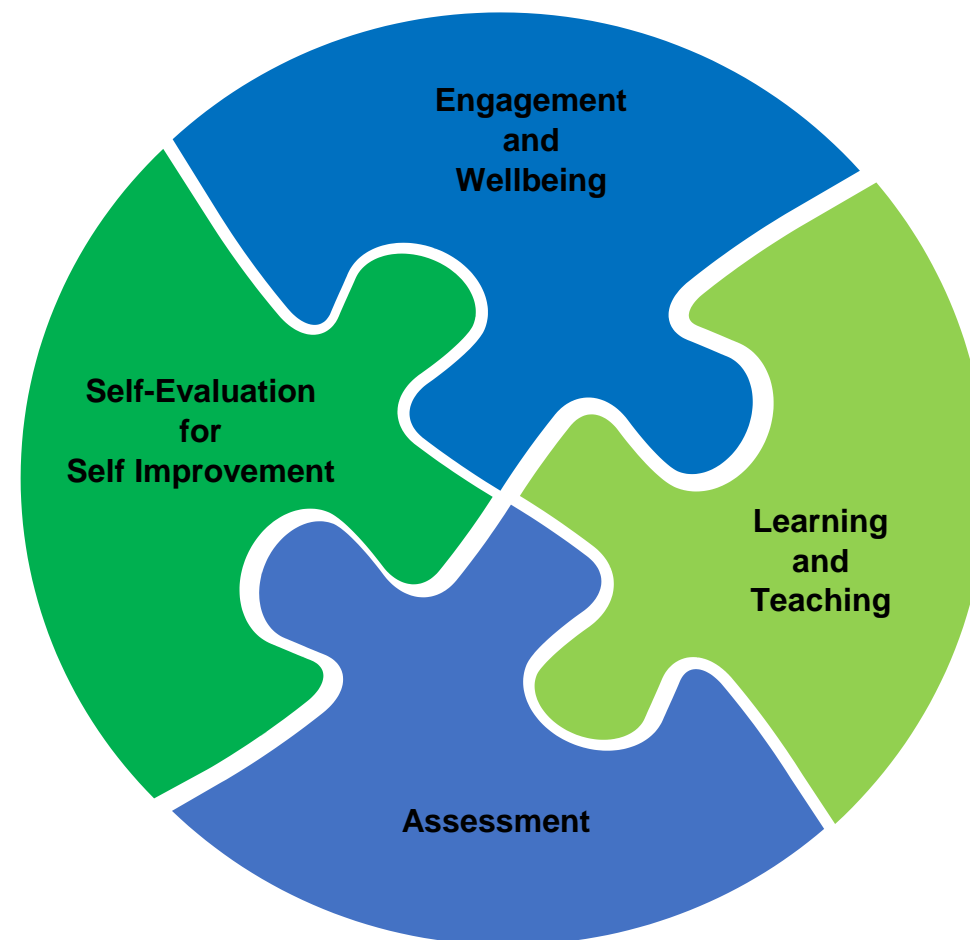 Engagement
and
Wellbeing
Self-Evaluation
for
Self Improvement
Learning
and
Teaching
Assessment